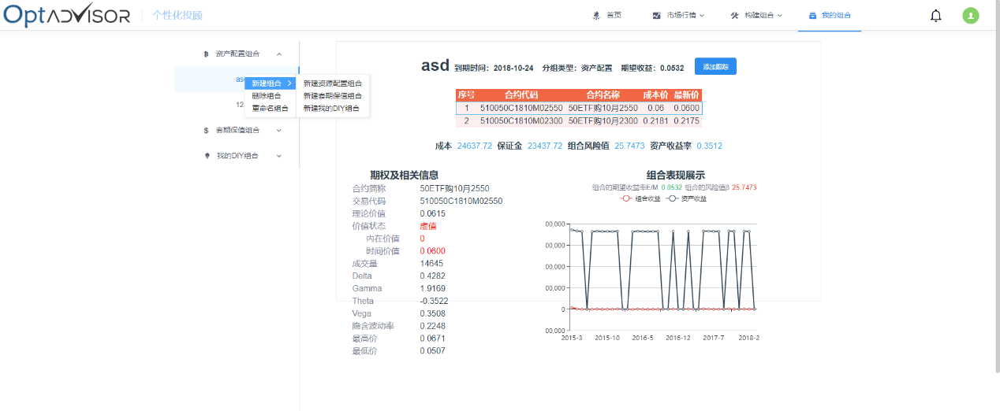 OptADVISOR 个性化投顾 首页 市场行情 构建组合 我的组合
资产配置组合
asd
新建组合 新建资源配置组合
删除组合 新建套期保值组合
12
重命名组合 新建我的DIY组合
套期保值组合
我的DIY组合
asd 到期时间：2018-10-24 分组类型：资产配置 期望收益：0.0532 添加跟踪
序号 合约代码 合约名称 成本价 最新价
1 510050C1810M02550 50ETF购10月2550 0.06 0.0600
2 510050C1810M02300 50ETF购10月2300 0.2181 0.2175
成本 24637.72 保证金 23437.72 组合风险值 25.7473 资产收益率 0.3512
期权及相关信息
合约简称 50ETF购10月2550
交易代码 510050C1810M02550
理论价值 0.0615
价值状态 虚值
内在价值 0
时间价值 0.0600
成交量 14645
Delta 0.4282
Gamma 1.9169
Theta -0.3522
Vega 0.3508
隐含波动率 0.2248
最高价 0.0671
最低价 0.0507
组合表现展示
组合的期望收益率E/M 0.0532 组合的风险值β 25.7473
组合收益 资产收益
00,000
00,000
00,000
00,000
0
00,000
2015-3 2015-10 2016-5 2016-12 2017-7 2018-2